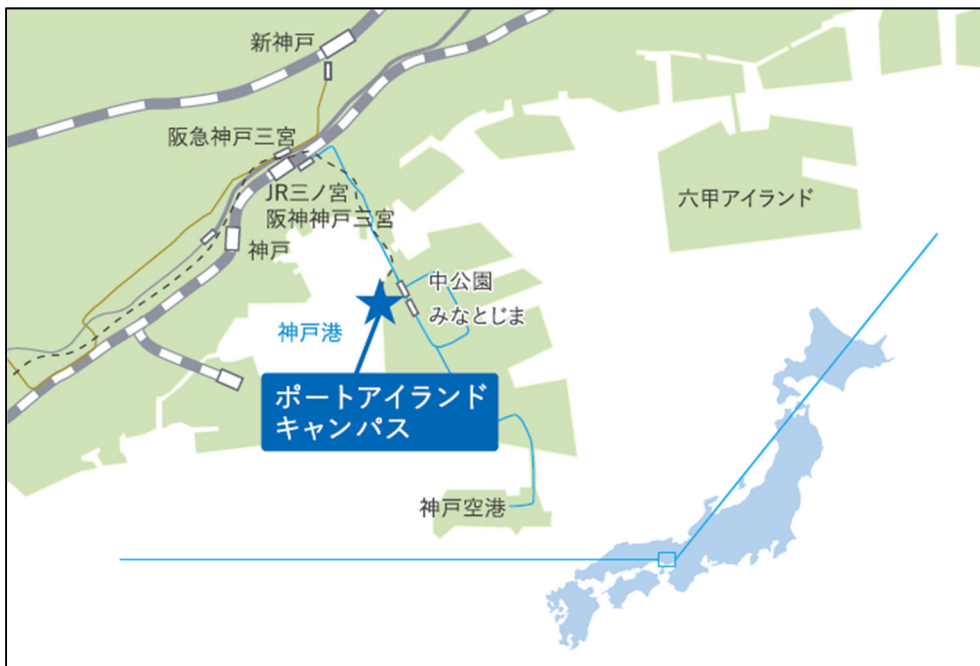 新神戸
阪急神戸三宮
JR三ノ宮
阪神神戸三宮
神戸
六甲アイランド
中公園
みなとじま
神戸港
ポートアイランド
キャンパス
神戸空港